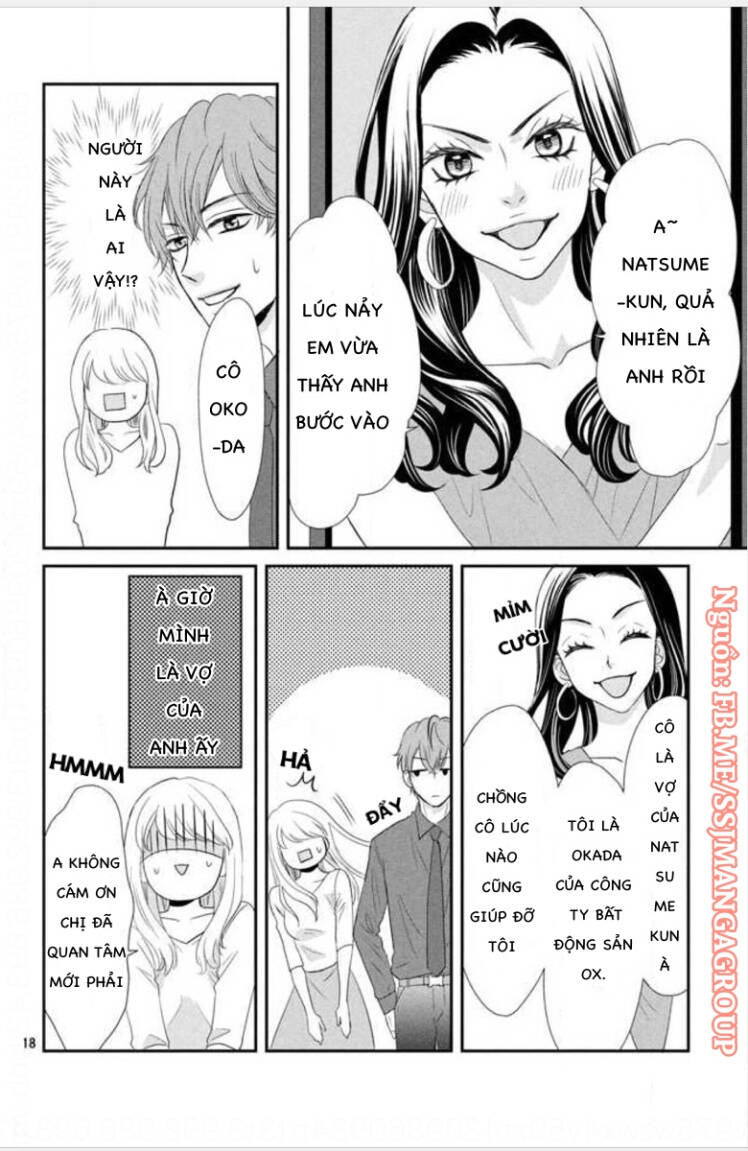 A~
NATSUME
-KUN, QUẢ
NHIÊN LÀ
ANH RỒI
LÚC NẢY
EM VỪA
THẤY ANH
BƯỚC VÀO
NGƯỜI
NÀY
LÀ
AI
VẬY!?
CÔ
OKO
-DA
MỈM
CƯỜI
CÔ
LÀ
VỢ
CỦA
NAT
SU
ME
KUN
À
TÔI LÀ
OKADA
CỦA CÔNG
TY BẤT
ĐỘNG SẢN
OX.
CHỒNG
CÔ LÚC
NÀO
CŨNG
GIÚP ĐỠ
TÔI
HẢ
ĐẨY
À GIỜ
MÌNH
LÀ VỢ
CỦA
ANH ẤY
HMMM
A KHÔNG
CÁM ƠN
CHỊ ĐÃ
QUAN TÂM
MỚI PHẢI
18
Nguồn: FB.ME/SSJMANGAGROUP